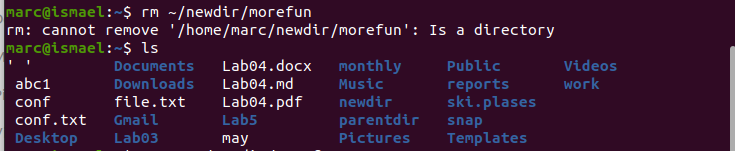 marc@ismael:~$ rm ~/newdir/morefun
rm: cannot remove '/home/marc/newdir/morefun': Is a directory
marc@ismael:~$ ls
' ' Documents Lab04.docx monthly Public Videos
abc1 Downloads Lab04.md Music reports work
conf file.txt Lab04.pdf newdir ski.plases
conf.txt Gmail Lab5 parentdir snap
Desktop Lab03 may Pictures Templates